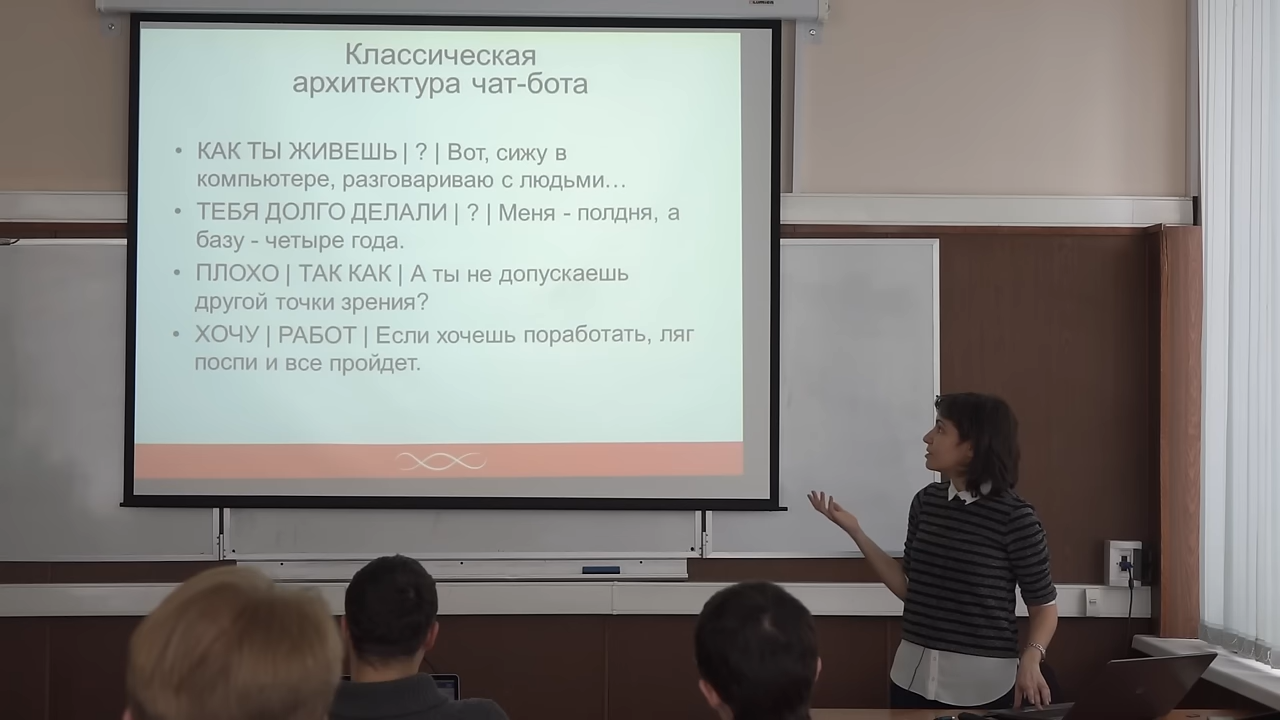 Классическая
архитектура чат-бота
• КАК ТЫ ЖИВЕШЬ | ? | Вот, сижу в
компьютере, разговариваю с людьми…
• ТЕБЯ ДОЛГО ДЕЛАЛИ | ? | Меня - полдня, а
базу - четыре года.
• ПЛОХО | ТАК КАК | А ты не допускаешь
другой точки зрения?
• ХОЧУ | РАБОТ | Если хочешь поработать, ляг
поспи и все пройдет.